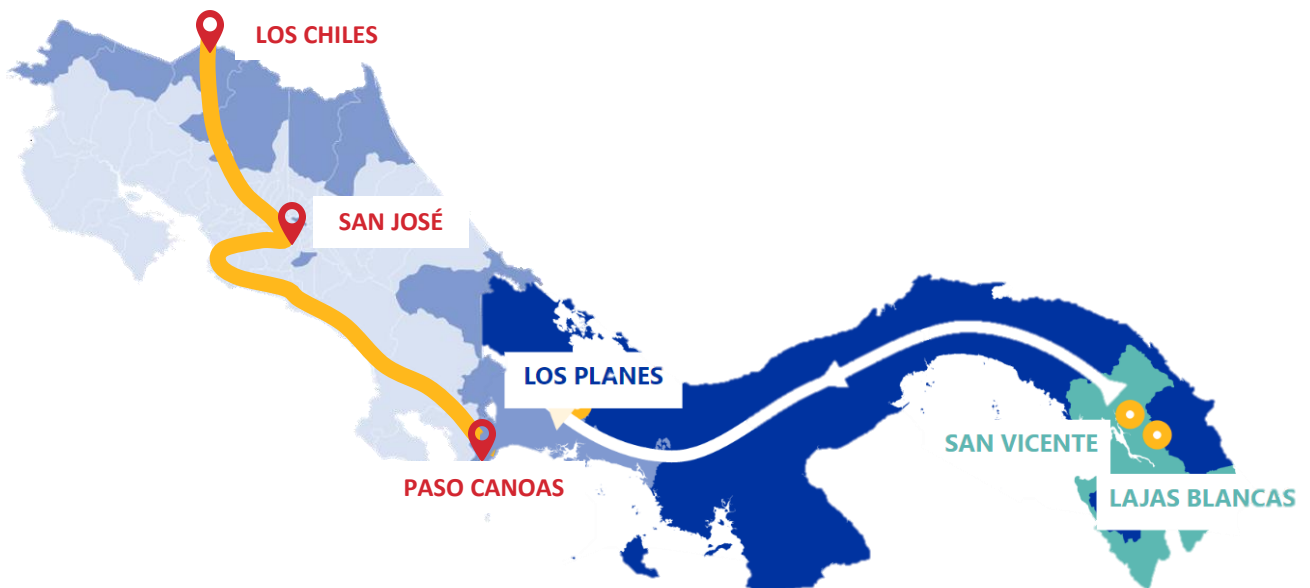 LOS CHILES
SAN JOSÉ
LOS PLANES
SAN VICENTE
PASO CANOAS
LAJAS BLANCAS